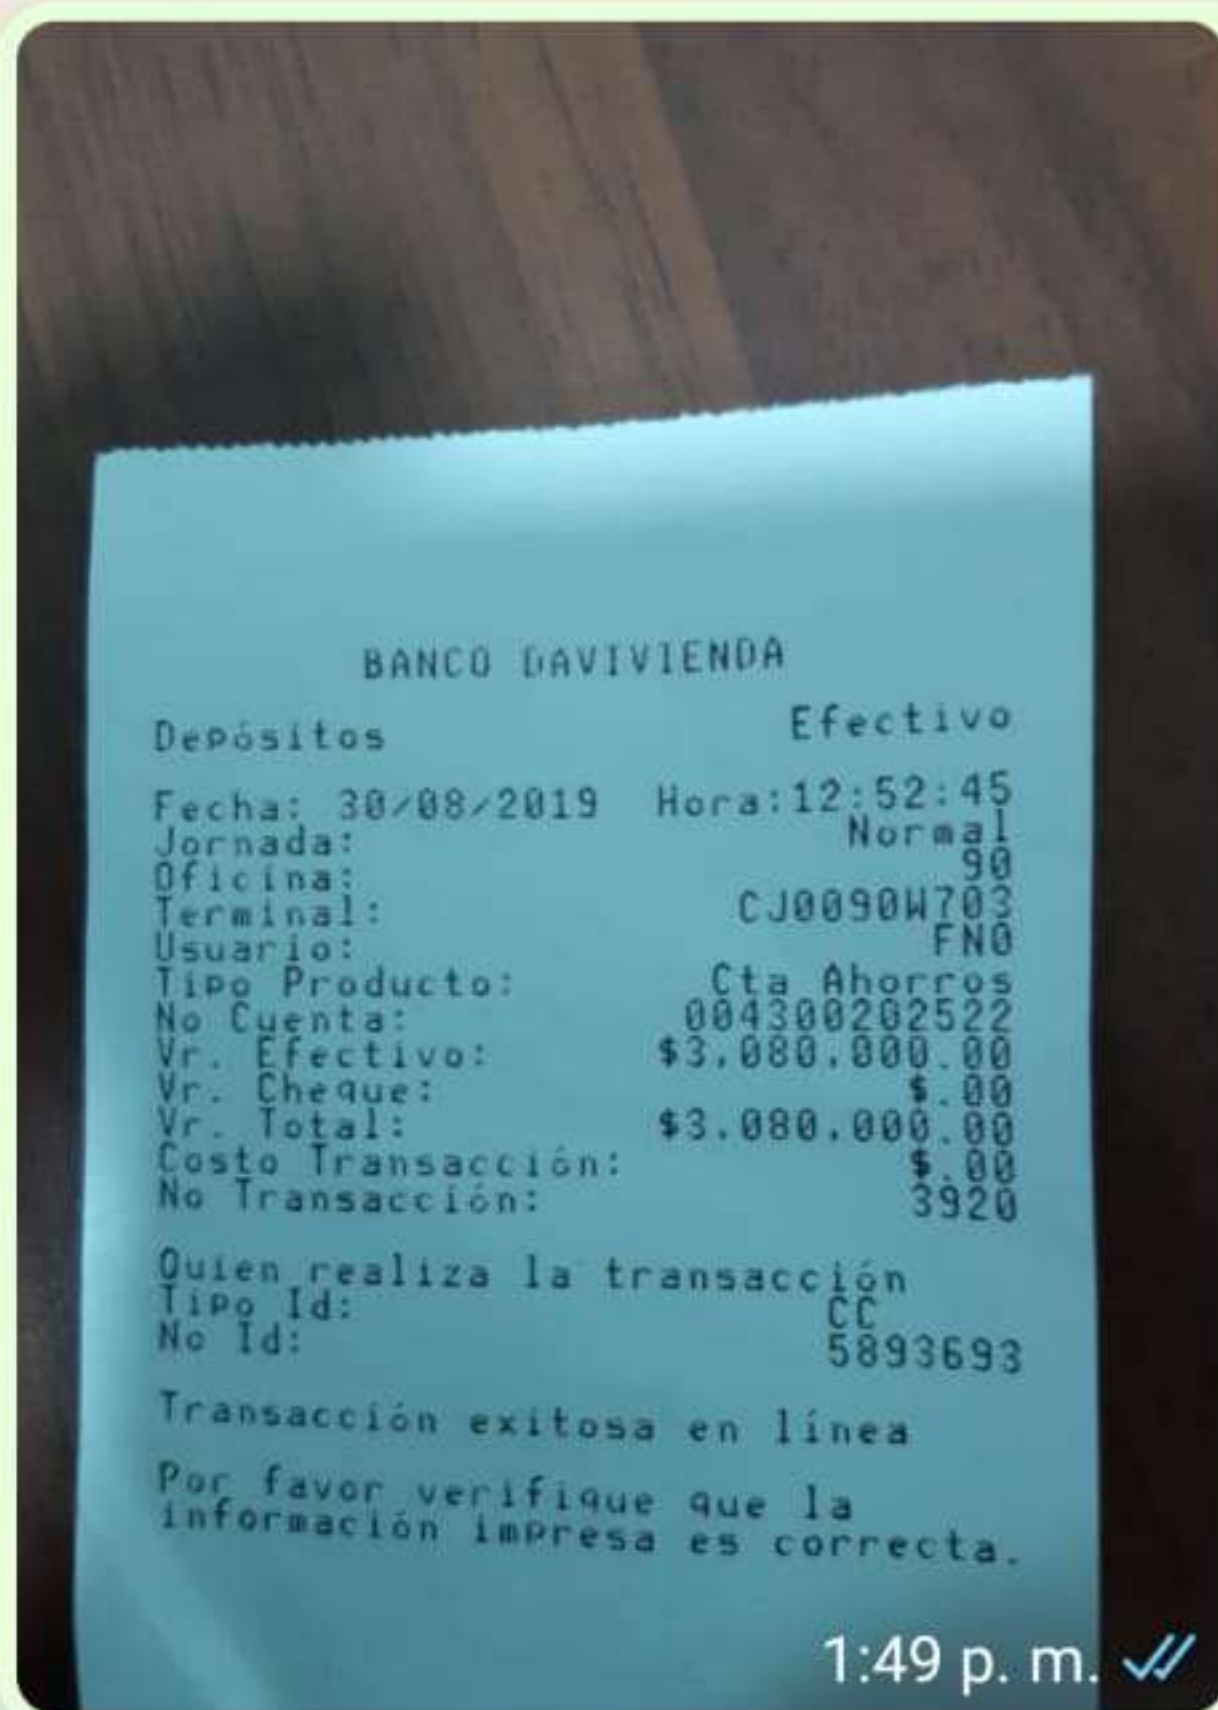 BANCO DAVIVIENDA
Depósitos Efectivo
Fecha: 30/08/2019 Hora:12:52:45
Jornada: Normal
Oficina: 90
Terminal: CJ0090W703
Usuario: FN0
Tipo Producto: Cta Ahorros
No Cuenta: 004300202522
Vr. Efectivo: $3.080.000.00
Vr. Cheque: $.00
Vr. Total: $3.080.000.00
Costo Transacción: $.00
No Transacción: 3920
Quien realiza la transacción
Tipo Id: CC
No Id: 5893693
Transacción exitosa en línea
Por favor verifique que la
información impresa es correcta.
1:49 p. m.